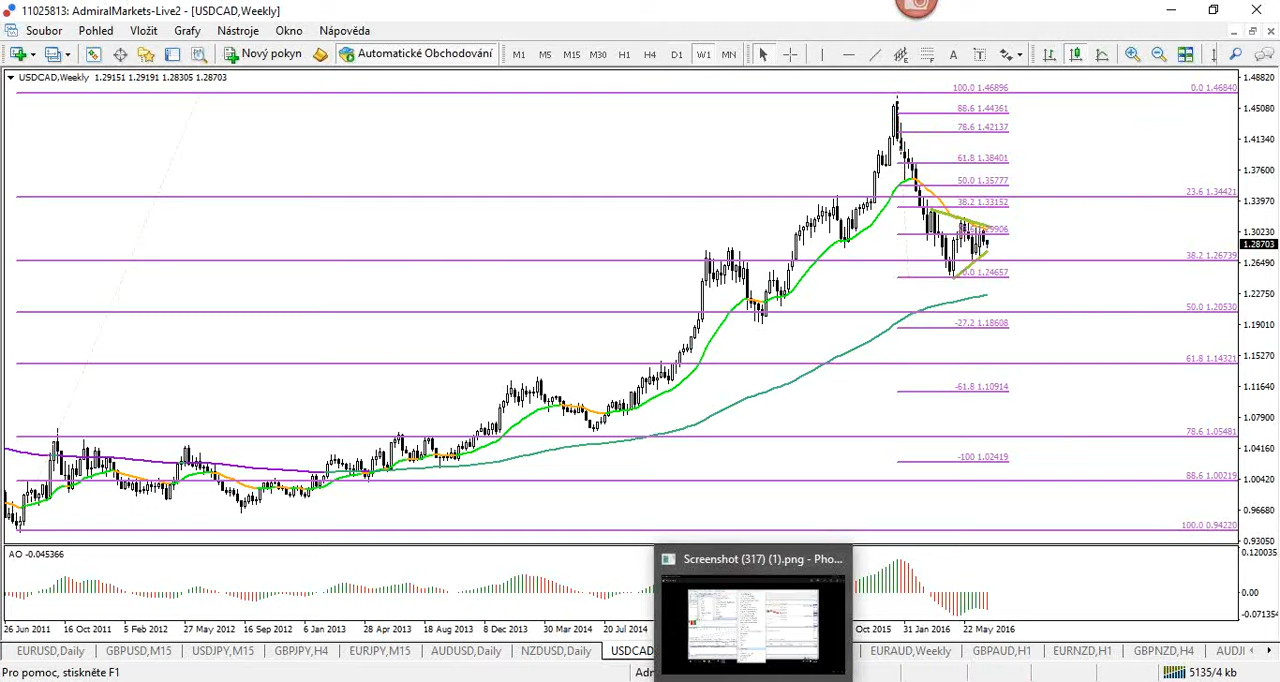 11025813: AdmiralMarkets-Live2 - [USDCAD,Weekly]
Soubor Pohled Vložit Grafy Nástroje Okno Nápověda
Nový pokyn Automatické Obchodování M1 M5 M15 M30 H1 H4 D1 W1 MN A T
USDCAD,Weekly 1.29151 1.29191 1.28305 1.28703
1.48820
100.0 1.46896 0.0 1.46840
88.6 1.44361 1.45080
78.6 1.42137
1.41340
61.8 1.38401
1.37600
50.0 1.35777
23.6 1.34421
38.2 1.33152 1.33970
1.30230
1.28703
38.2 1.26739 1.26490
0.0 1.24657
1.22750
50.0 1.20530
-27.2 1.18608 1.19010
1.15270
61.8 1.14321
-61.8 1.10914 1.11640
1.07900
78.6 1.05481
1.04160
-100 1.02419
88.6 1.00219 1.00420
0.96680
100.0 0.94220
0.93050
AO -0.045366 0.120035
0.00
-0.07135
16 Oct 2011 5 Feb 2012 27 May 2012 16 Sep 2012 6 Jan 2013 28 Apr 2013 18 Aug 2013 Dec 2013 30 Mar 2014 20 Jul 2014 Oct 2015 31 Jan 2016 22 May 2016
Screenshot (317) (1).png - Pho...
EURUSD,Daily GBPUSD,M15 USDJPY,M15 GBPJPY,H4 EURJPY,M15 AUDUSD,Daily NZDUSD,Daily USDCAD EURAUD,Weekly GBPAUD,H1 EURNZD,H1 GBPNZD,H4 AUDJ
Pro pomoc, stiskněte F1 5135/4 kb